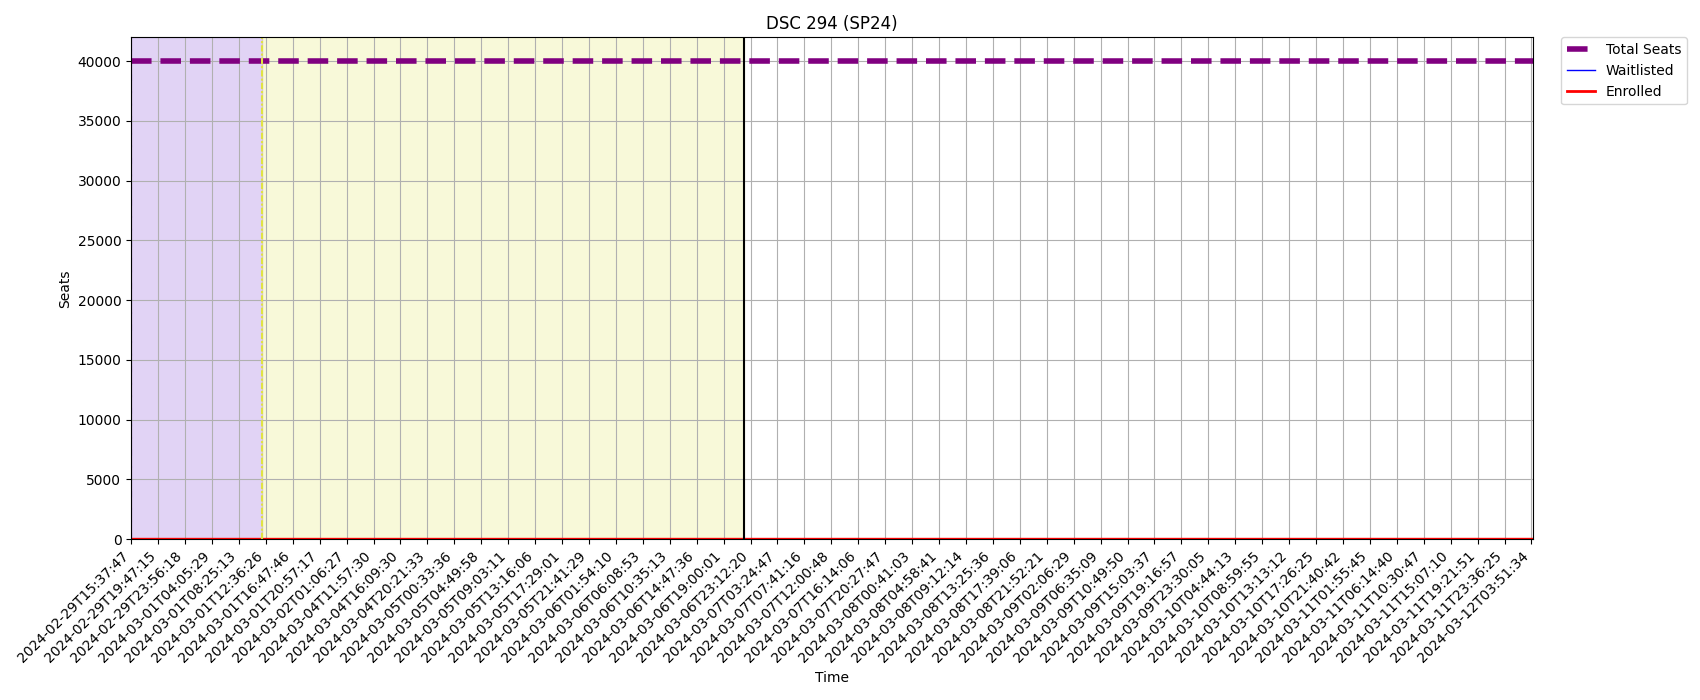 DSC 294 (SP24)
Total Seats
Waitlisted
Enrolled
Seats
40000
35000
30000
25000
20000
15000
10000
5000
0
2024-02-29T15:37:47
2024-02-29T19:47:15
2024-02-29T23:56:18
2024-03-01T04:05:29
2024-03-01T08:25:13
2024-03-01T12:36:26
2024-03-01T16:47:46
2024-03-01T20:57:17
2024-03-02T01:06:27
2024-03-04T11:57:30
2024-03-04T16:09:30
2024-03-04T20:21:33
2024-03-05T00:33:36
2024-03-05T04:49:58
2024-03-05T09:03:11
2024-03-05T13:16:06
2024-03-05T17:29:01
2024-03-05T21:41:29
2024-03-06T01:54:10
2024-03-06T06:08:53
2024-03-06T10:35:13
2024-03-06T14:47:36
2024-03-06T19:00:01
2024-03-06T23:12:20
2024-03-07T03:24:47
2024-03-07T07:41:16
2024-03-07T12:00:48
2024-03-07T16:14:06
2024-03-07T20:27:47
2024-03-08T00:41:03
2024-03-08T04:58:41
2024-03-08T09:12:14
2024-03-08T13:25:36
2024-03-08T17:39:06
2024-03-08T21:52:21
2024-03-09T02:06:29
2024-03-09T06:35:09
2024-03-09T10:49:50
2024-03-09T15:03:37
2024-03-09T19:16:57
2024-03-09T23:30:05
2024-03-10T04:44:13
2024-03-10T08:59:55
2024-03-10T13:13:12
2024-03-10T17:26:25
2024-03-10T21:40:42
2024-03-11T01:55:45
2024-03-11T06:14:40
2024-03-11T10:30:47
2024-03-11T15:07:10
2024-03-11T19:21:51
2024-03-11T23:36:25
2024-03-12T03:51:34
Time